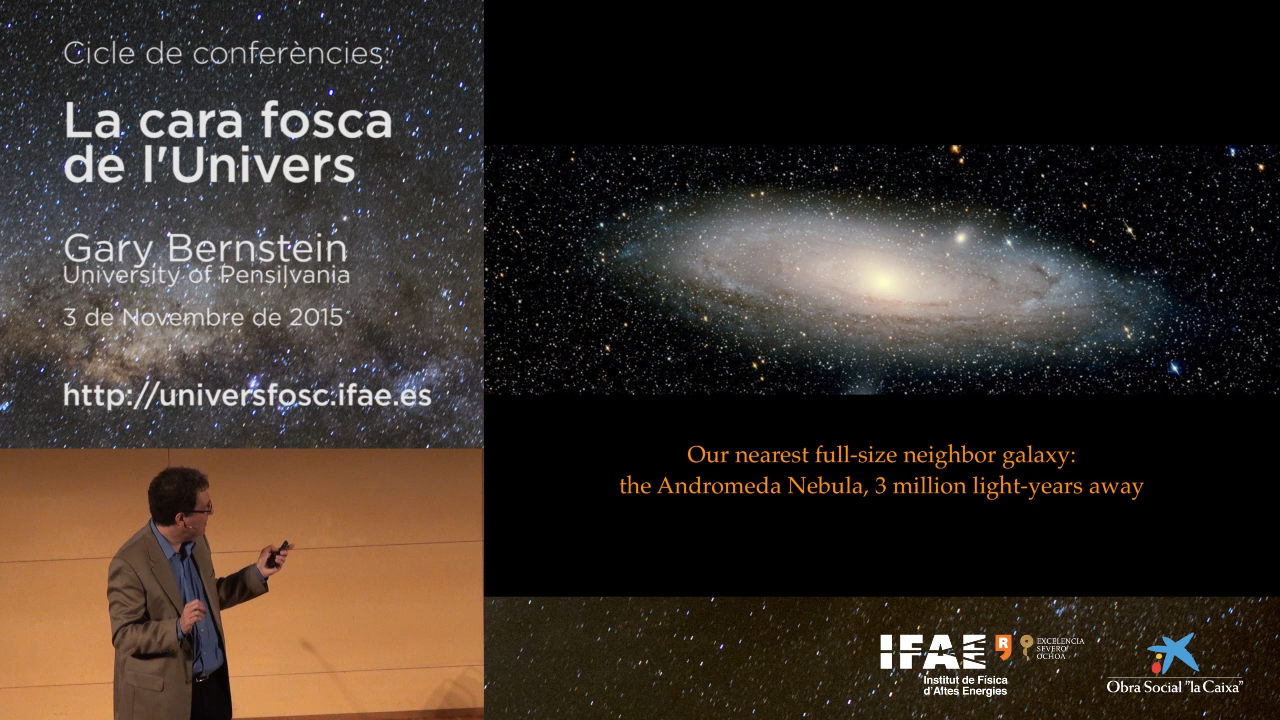 Cicle de conferències:
La cara fosca
de l'Univers
Gary Bernstein
University of Pensilvania
3 de Novembre de 2015
http://universfosc.ifae.es
Our nearest full-size neighbor galaxy:
the Andromeda Nebula, 3 million light-years away
IFAE
Institut de Física
d'Altes Energies
R
EXCELENCIA
SEVERO
OCHOA
Obra Social "la Caixa"